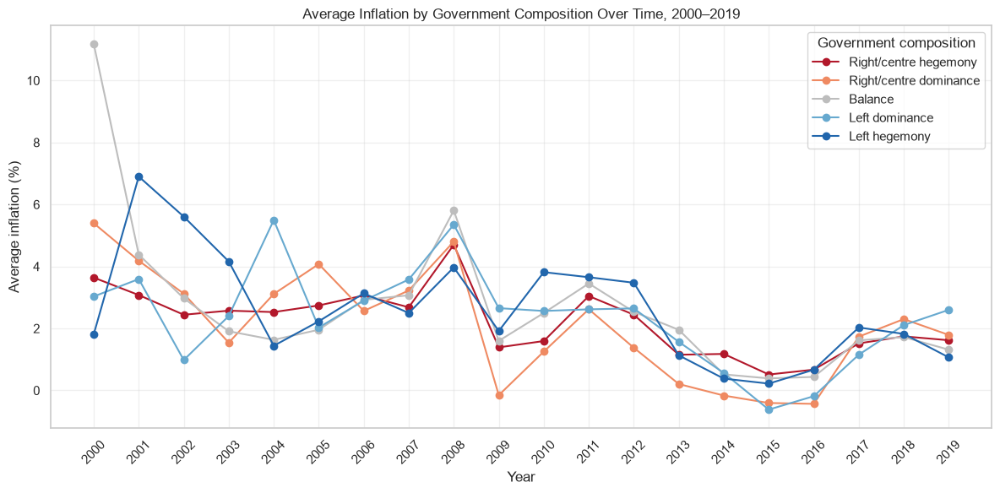 Average Inflation by Government Composition Over Time, 2000–2019
Average inflation (%)
10
8
6
4
2
0
Government composition
Right/centre hegemony
Right/centre dominance
Balance
Left dominance
Left hegemony
2000
2001
2002
2003
2004
2005
2006
2007
2008
2009
2010
2011
2012
2013
2014
2015
2016
2017
2018
2019
Year